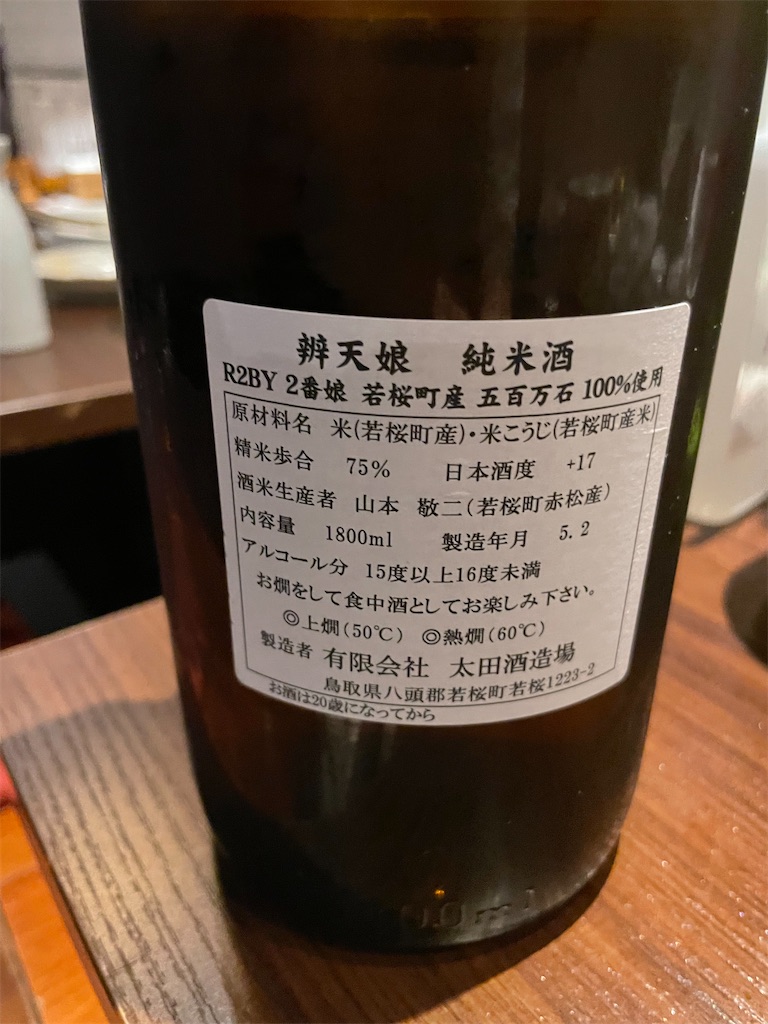 辨天娘 純米酒
R2BY 2番娘 若桜町産 五百万石 100%使用
原材料名 米(若桜町産)・米こうじ(若桜町産米)
精米歩合 75% 日本酒度 +17
酒米生産者 山本 敬二(若桜町赤松産)
内容量 1800ml 製造年月 5. 2
アルコール分 15度以上16度未満
お燗をして食中酒としてお楽しみ下さい。
◎上燗(50℃) ◎熱燗(60℃)
製造者 有限会社 太田酒造場
鳥取県八頭郡若桜町若桜1223-2
お酒は20歳になってから